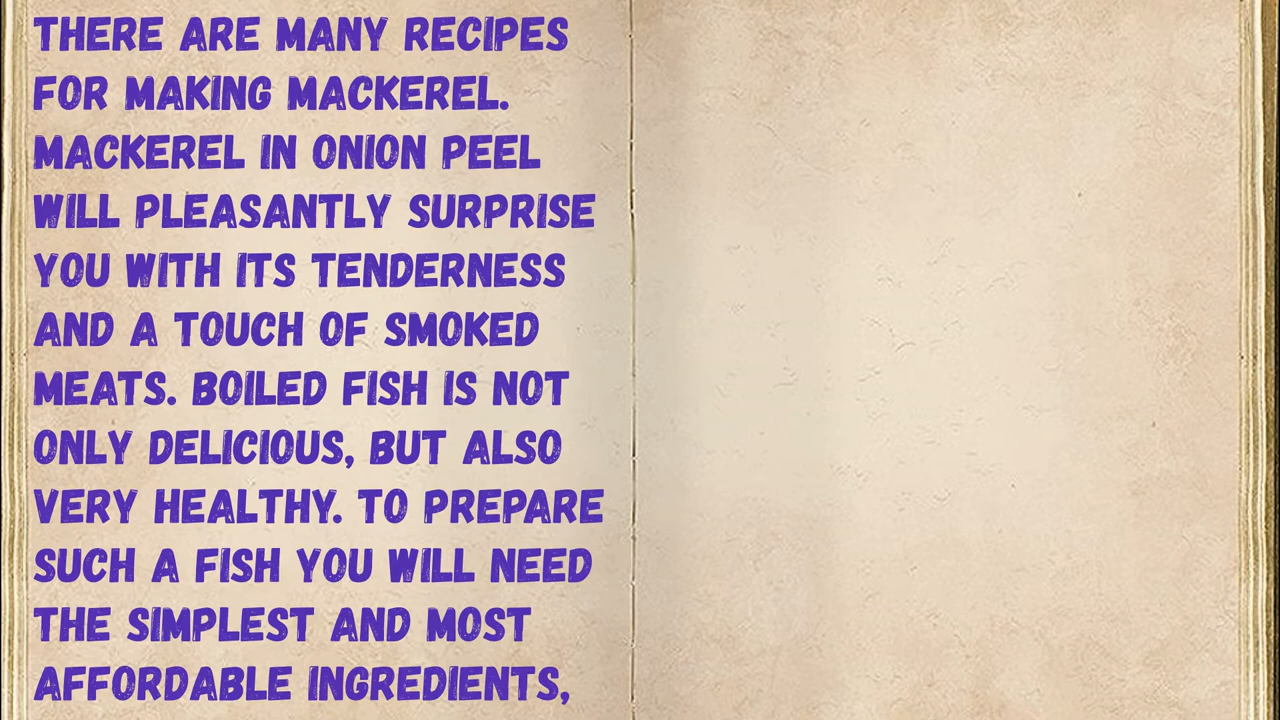 THERE ARE MANY RECIPES
FOR MAKING MACKEREL.
MACKEREL IN ONION PEEL
WILL PLEASANTLY SURPRISE
YOU WITH ITS TENDERNESS
AND A TOUCH OF SMOKED
MEATS. BOILED FISH IS NOT
ONLY DELICIOUS, BUT ALSO
VERY HEALTHY. TO PREPARE
SUCH A FISH YOU WILL NEED
THE SIMPLEST AND MOST
AFFORDABLE INGREDIENTS,